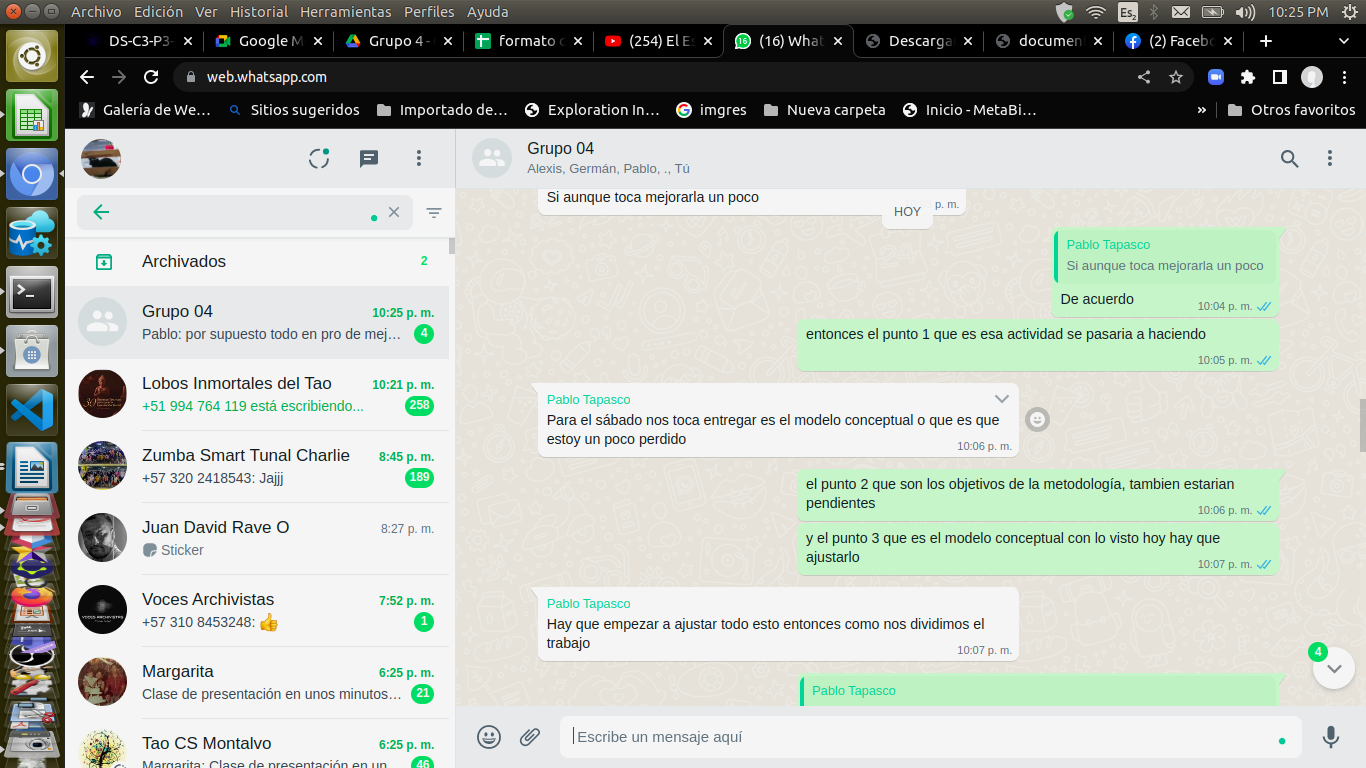 Archivo Edición Ver Historial Herramientas Perfiles Ayuda
Es2
10:25 PM
DS-C3-P3-
Google M
Grupo 4 -
formato c
(254) El Es
(16) What
Descarga
documen
(2) Faceb
web.whatsapp.com
Galería de We...
Sitios sugeridos
Importado de...
Exploration In...
imgres
Nueva carpeta
Inicio - MetaBi...
»
Otros favoritos
Archivados
2
Grupo 04
10:25 p. m.
Pablo: por supuesto todo en pro de mej...
4
Lobos Inmortales del Tao
10:21 p. m.
+51 994 764 119 está escribiendo...
258
Zumba Smart Tunal Charlie
8:45 p. m.
+57 320 2418543: Jajjj
189
Juan David Rave O
8:27 p. m.
Sticker
Voces Archivistas
7:52 p. m.
+57 310 8453248: 👍
1
Margarita
6:25 p. m.
Clase de presentación en unos minutos...
21
Tao CS Montalvo
6:25 p. m.
Margarita: Clase de presentación en un
46
Grupo 04
Alexis, Germán, Pablo, ., Tú
Si aunque toca mejorarla un poco
p. m.
HOY
Pablo Tapasco
Si aunque toca mejorarla un poco
De acuerdo
10:04 p. m.
entonces el punto 1 que es esa actividad se pasaria a haciendo
10:05 p. m.
Pablo Tapasco
Para el sábado nos toca entregar es el modelo conceptual o que es que
estoy un poco perdido
10:06 p. m.
el punto 2 que son los objetivos de la metodología, tambien estarian
pendientes
10:06 p. m.
y el punto 3 que es el modelo conceptual con lo visto hoy hay que
ajustarlo
10:07 p. m.
Pablo Tapasco
Hay que empezar a ajustar todo esto entonces como nos dividimos el
trabajo
10:07 p. m.
4
Pablo Tapasco
Escribe un mensaje aquí